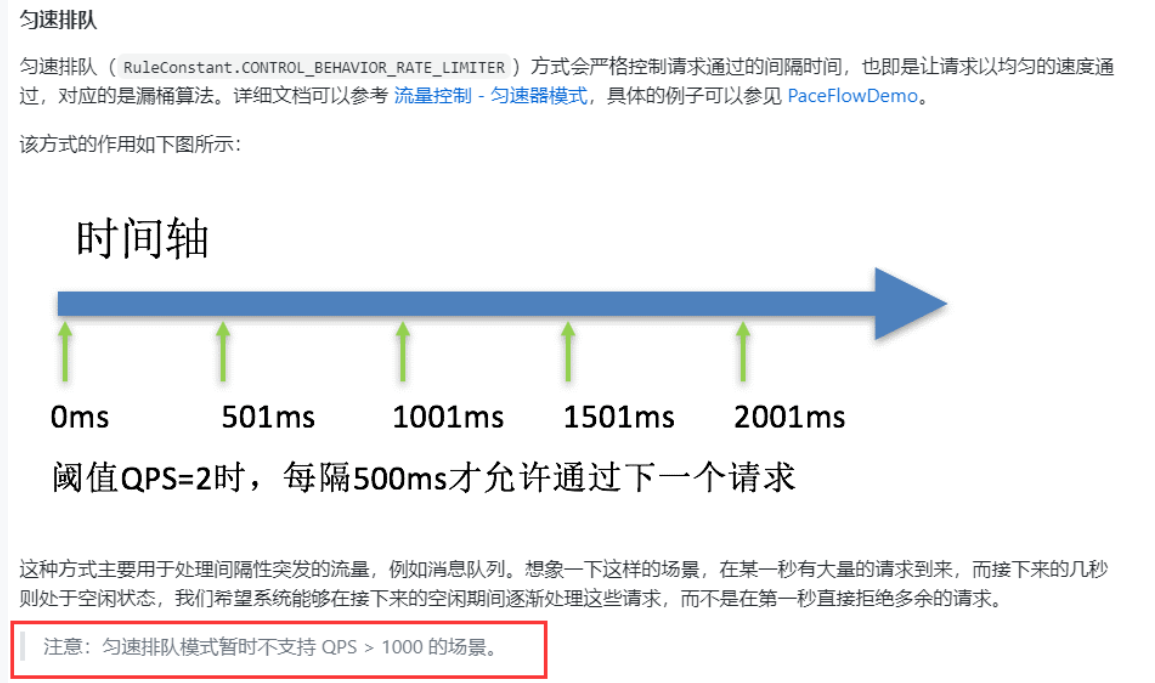 匀速排队
匀速排队（RuleConstant.CONTROL_BEHAVIOR_RATE_LIMITER）方式会严格控制请求通过的间隔时间，也即是让请求以均匀的速度通
过，对应的是漏桶算法。详细文档可以参考 流量控制 - 匀速器模式，具体的例子可以参见 PaceFlowDemo。
该方式的作用如下图所示：
时间轴
0ms 501ms 1001ms 1501ms 2001ms
阈值QPS=2时，每隔500ms才允许通过下一个请求
这种方式主要用于处理间隔性突发的流量，例如消息队列。想象一下这样的场景，在某一秒有大量的请求到来，而接下来的几秒
则处于空闲状态，我们希望系统能够在接下来的空闲期间逐渐处理这些请求，而不是在第一秒直接拒绝多余的请求。
注意：匀速排队模式暂时不支持 QPS > 1000 的场景。